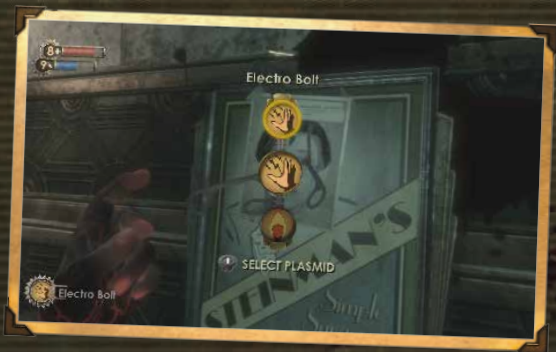 8+
9
Electro Bolt
SELECT PLASMID
STEINMAN'S
Simple
Electro Bolt